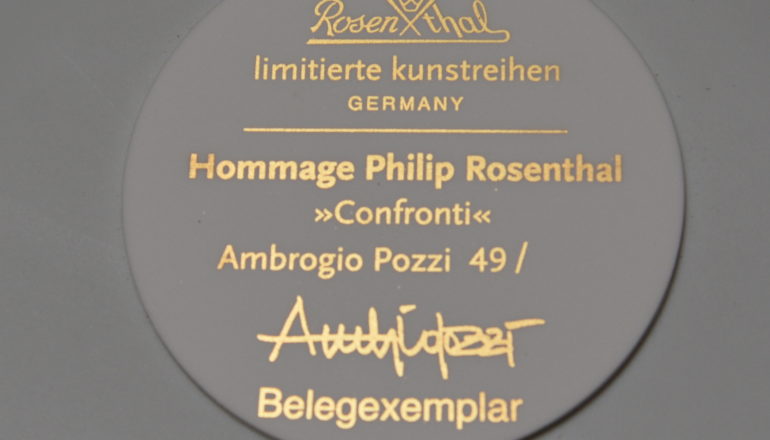 Rosenthal
limitierte kunstreihen
GERMANY
Hommage Philip Rosenthal
»Confronti«
Ambrogio Pozzi 49/
Belegexemplar